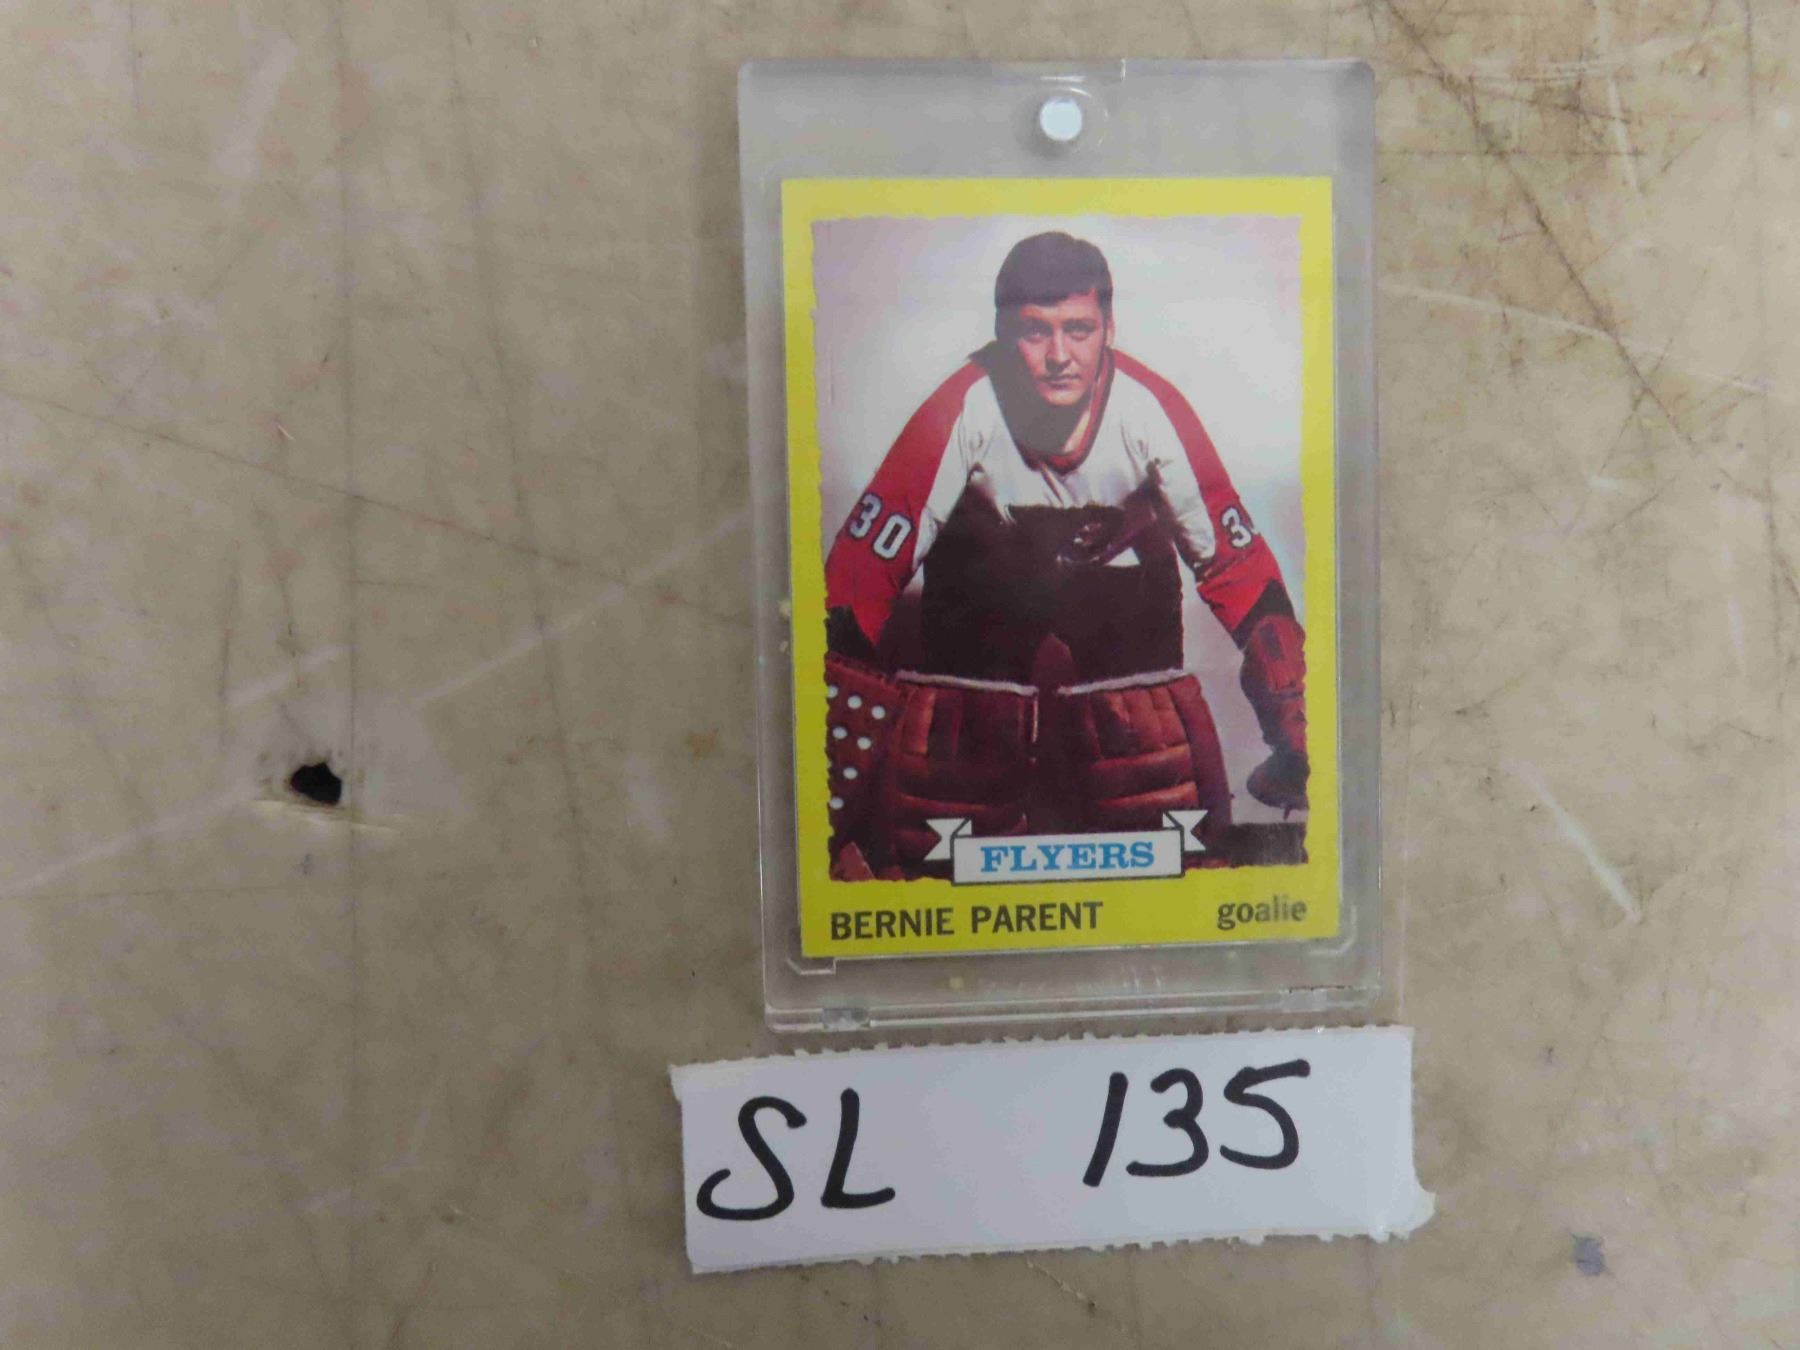 30
3
FLYERS
BERNIE PARENT goalie
SL 135